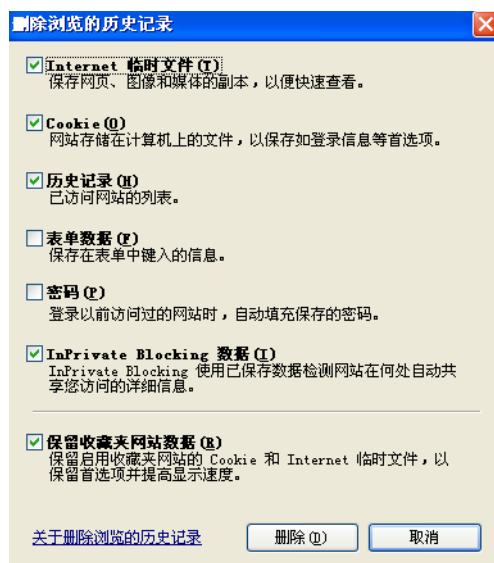 删除浏览的历史记录
Internet 临时文件(T)
保存网页、图像和媒体的副本，以便快速查看。
Cookie(O)
网站存储在计算机上的文件，以保存如登录信息等首选项。
历史记录(H)
已访问网站的列表。
表单数据(F)
保存在表单中键入的信息。
密码(P)
登录以前访问过的网站时，自动填充保存的密码。
InPrivate Blocking 数据(I)
InPrivate Blocking 使用已保存数据检测网站在何处自动共
享您访问的详细信息。
保留收藏夹网站数据(R)
保留启用收藏夹网站的 Cookie 和 Internet 临时文件，以
保留首选项并提高显示速度。
关于删除浏览的历史记录 删除(D) 取消